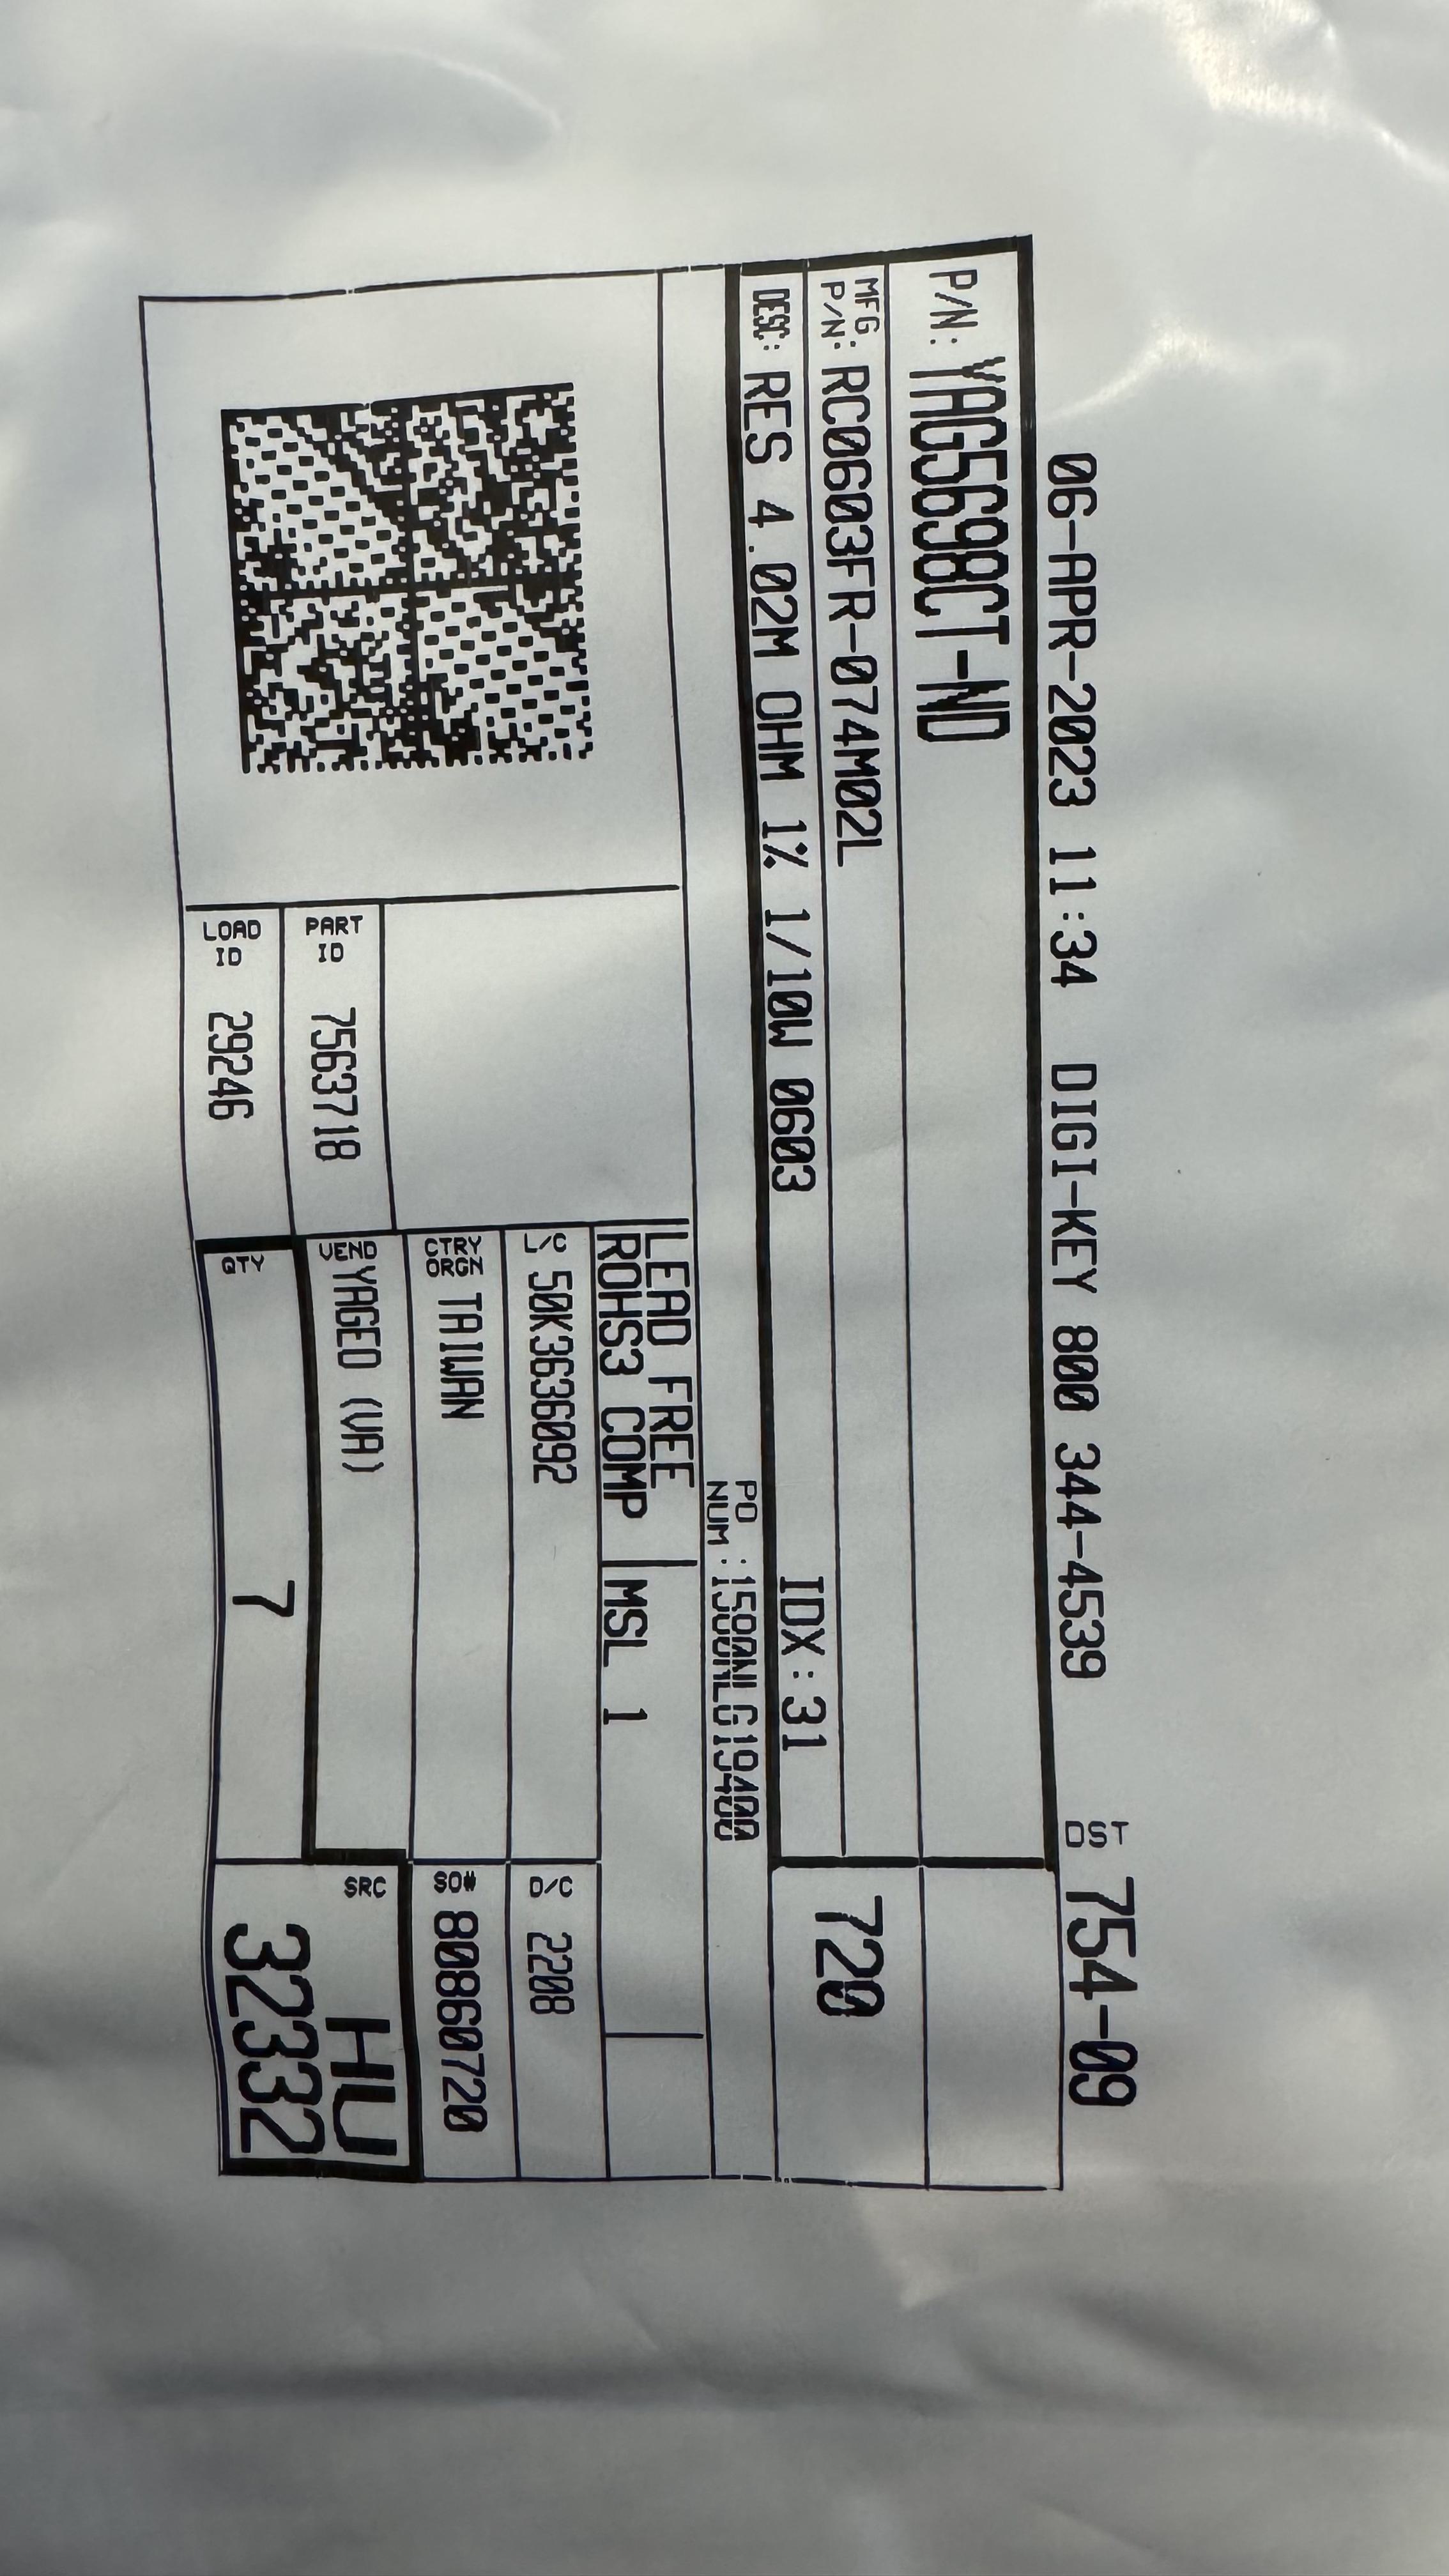 06-APR-2023 11:34 DIGI-KEY 800 344-4539 DST 754-09
P/N: YAG5698CT-ND
MFG P/N: RC0603FR-074M02L
720
DESC: RES 4.02M OHM 1% 1/10W 0603 IDX:31
PO NUM:
LEAD FREE
ROHS3 COMP MSL 1
L/C 50K3636092 D/C 2208
CTRY ORGN TAIWAN SO# 80860720
PART ID 7563718 VEND YAGEO (VA) SRC HU
LOAD ID 29246 QTY 7 32332